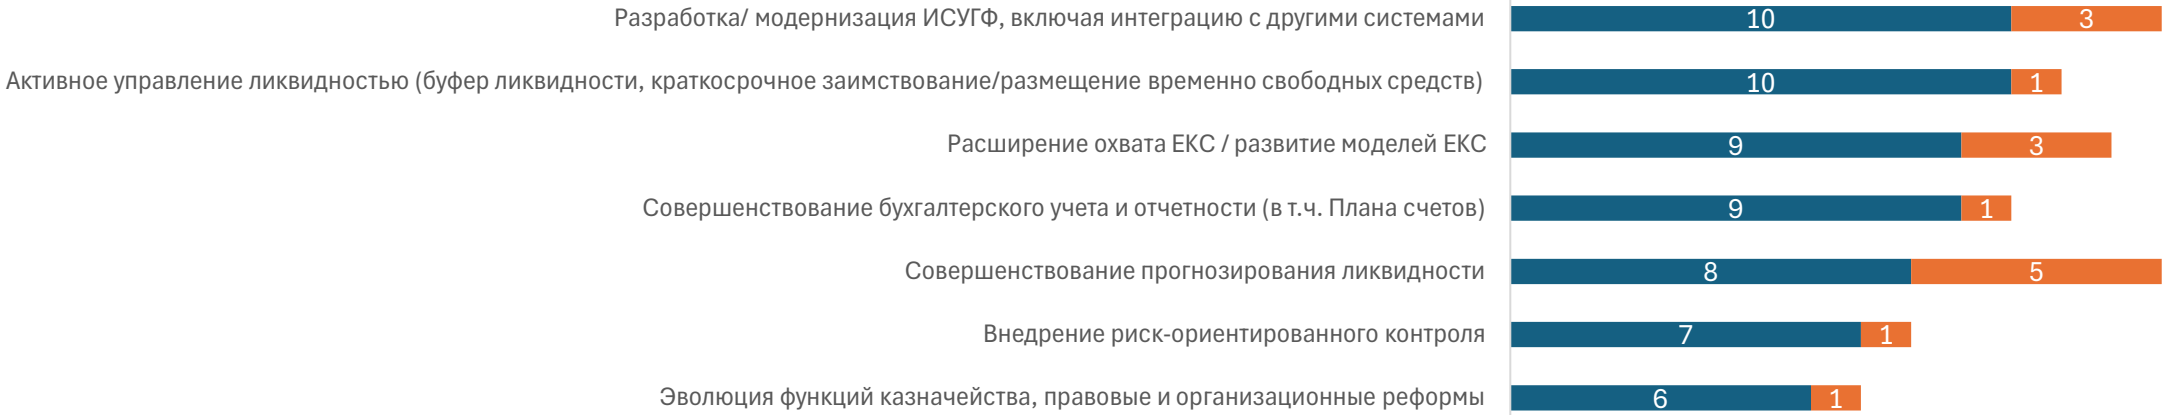 Разработка/ модернизация ИСУГФ, включая интеграцию с другими системами 10 3
Активное управление ликвидностью (буфер ликвидности, краткосрочное заимствование/размещение временно свободных средств) 10 1
Расширение охвата ЕКС / развитие моделей ЕКС 9 3
Совершенствование бухгалтерского учета и отчетности (в т.ч. Плана счетов) 9 1
Совершенствование прогнозирования ликвидности 8 5
Внедрение риск-ориентированного контроля 7 1
Эволюция функций казначейства, правовые и организационные реформы 6 1